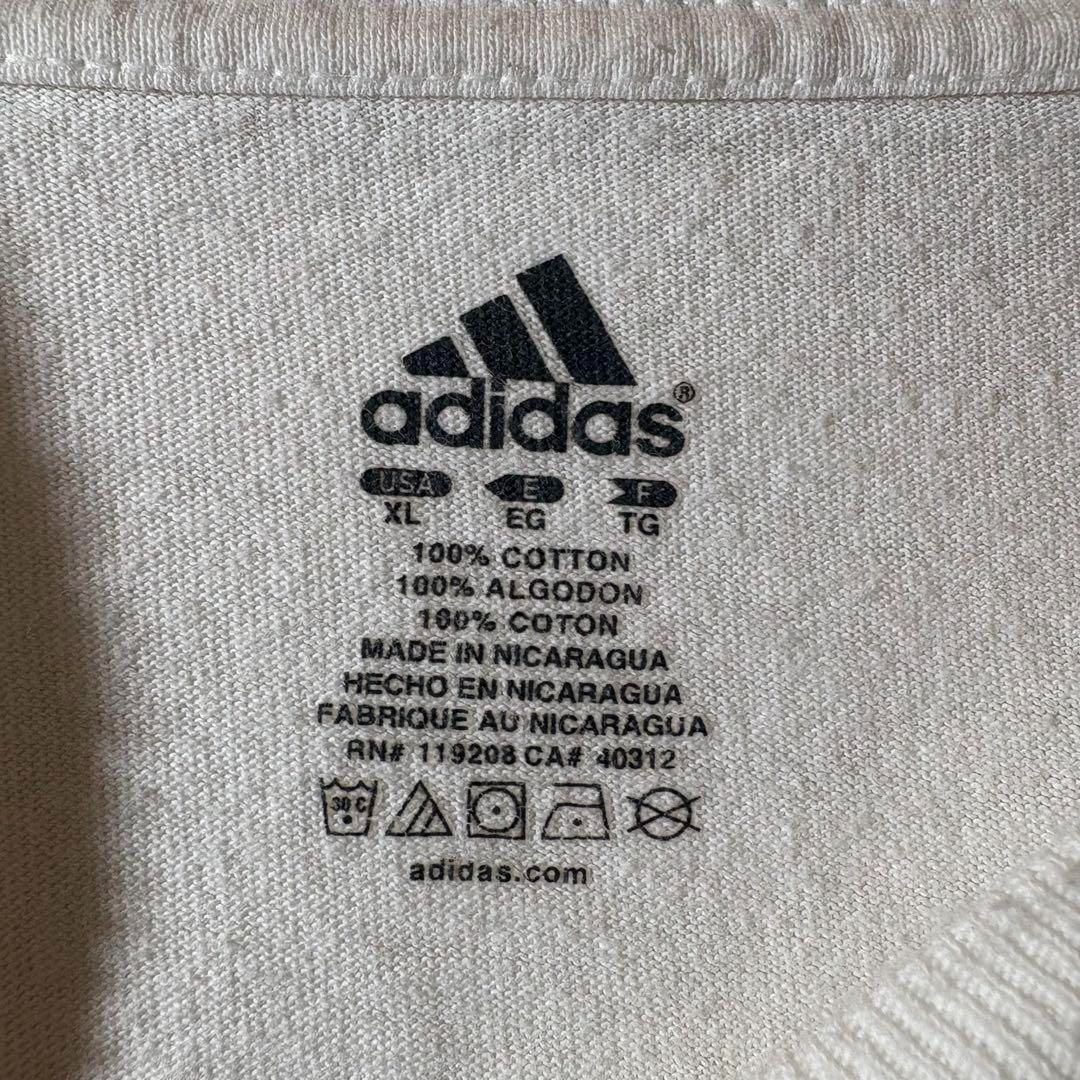 adidas®
USA E F
XL EG TG
100% COTTON
100% ALGODON
100% COTON
MADE IN NICARAGUA
HECHO EN NICARAGUA
FABRIQUE AU NICARAGUA
RN# 119208 CA# 40312
30 C
adidas.com